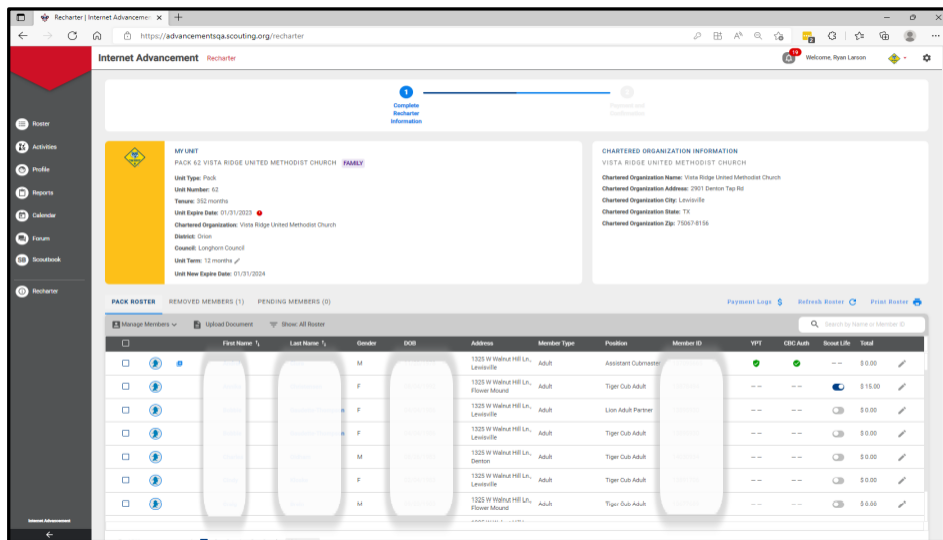 Recharter | Internet Advancemen
https://advancementsqa.scouting.org/recharter
Internet Advancement Recharter
Welcome, Ryan Larson
1
Complete
Recharter
Information
Roster
Activities
Profile
Reports
Calendar
Forum
SB Scoutbook
Recharter
MY UNIT
PACK 62 VISTA RIDGE UNITED METHODIST CHURCH FAMILY
Unit Type: Pack
Unit Number: 62
Tenure: 352 months
Unit Expire Date: 01/31/2023
Chartered Organization: Vista Ridge United Methodist Church
District: Orion
Council: Longhorn Council
Unit Term: 12 months
Unit New Expire Date: 01/31/2024
CHARTERED ORGANIZATION INFORMATION
VISTA RIDGE UNITED METHODIST CHURCH
Chartered Organization Name: Vista Ridge United Methodist Church
Chartered Organization Address: 2901 Denton Tap Rd
Chartered Organization City: Lewisville
Chartered Organization State: TX
Chartered Organization Zip: 75067-8156
PACK ROSTER REMOVED MEMBERS (1) PENDING MEMBERS (0) Payment Logs $ Refresh Roster Print Roster
Manage Members Upload Document Show: All Roster Search by Name or Member ID
First Name Last Name Gender DOB Address Member Type Position Member ID YPT CBC Auth Scout Life Total
M 1325 W Walnut Hill Ln., Lewisville Adult Assistant Cubmaster -- $ 0.00
F 1325 W Walnut Hill Ln., Flower Mound Adult Tiger Cub Adult -- -- $ 15.00
F 1325 W Walnut Hill Ln., Lewisville Adult Lion Adult Partner -- -- $ 0.00
F 1325 W Walnut Hill Ln., Lewisville Adult Tiger Cub Adult -- -- $ 0.00
M 1325 W Walnut Hill Ln., Denton Adult Tiger Cub Adult -- -- $ 0.00
F 1325 W Walnut Hill Ln., Lewisville Adult Tiger Cub Adult -- -- $ 0.00
M 1325 W Walnut Hill Ln., Flower Mound Adult Tiger Cub Adult -- -- $ 0.00
Internet Advancement